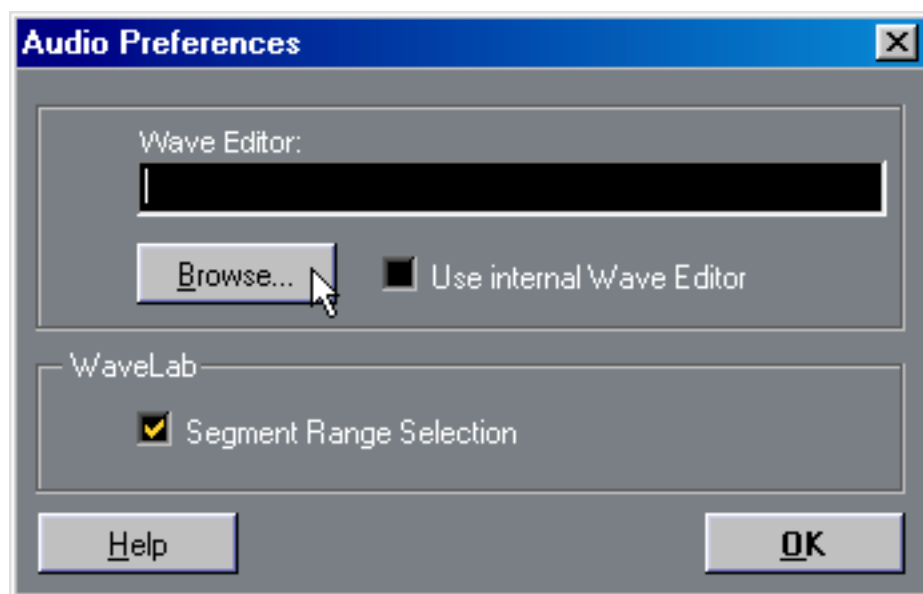 Audio Preferences
Wave Editor:
Browse...
Use internal Wave Editor
WaveLab
Segment Range Selection
Help
OK